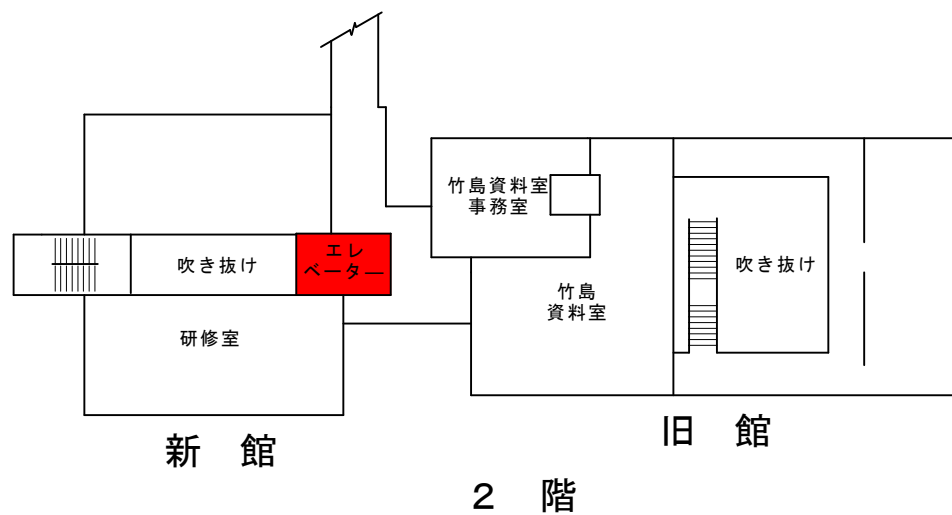 竹島資料室
事務室
エレ
ベーター
吹き抜け
吹き抜け
竹島
資料室
研修室
新　館
旧　館
２　階